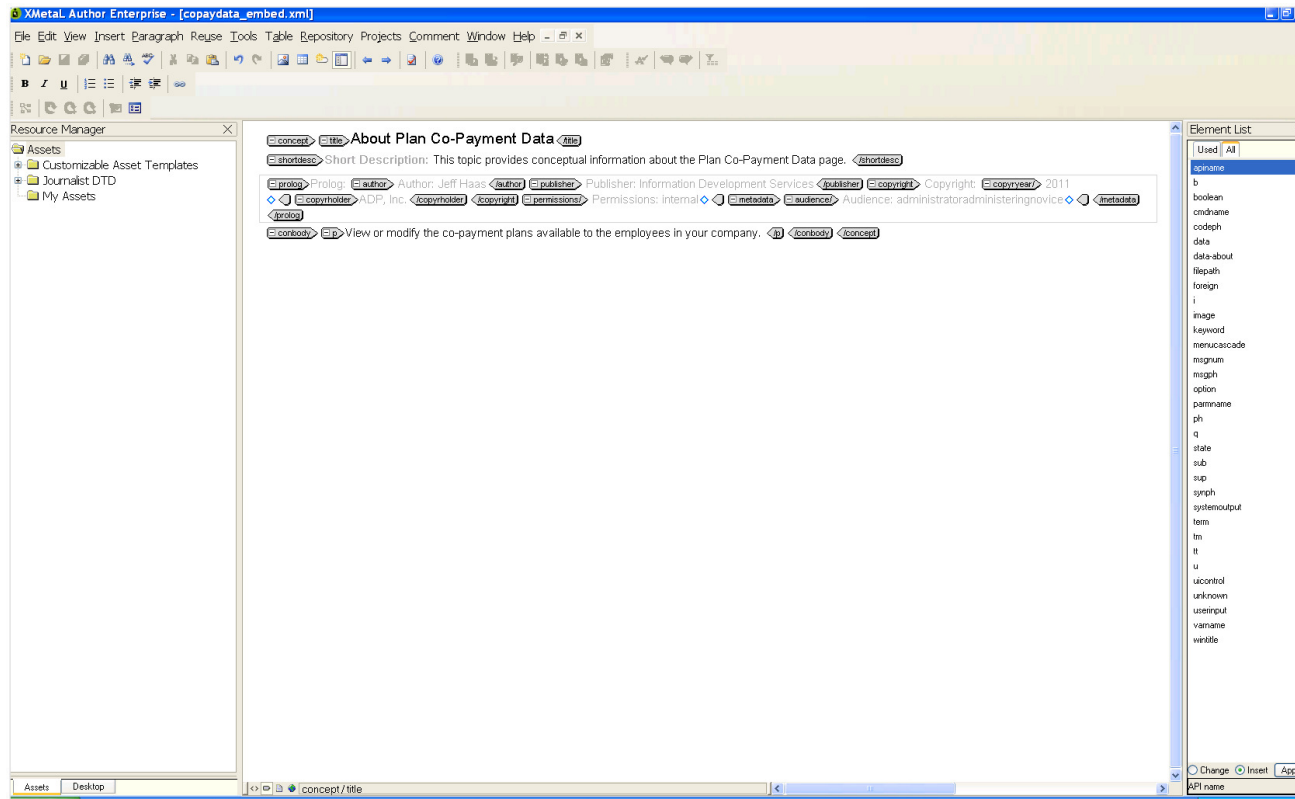 XMetaL Author Enterprise - [copaydata_embed.xml]
File Edit View Insert Paragraph Reuse Tools Table Repository Projects Comment Window Help
B I U
Resource Manager
Assets
Customizable Asset Templates
Journalist DTD
My Assets
concept title About Plan Co-Payment Data /title
shortdesc Short Description: This topic provides conceptual information about the Plan Co-Payment Data page. /shortdesc
prolog Prolog: author Author: Jeff Haas /author publisher Publisher: Information Development Services /publisher copyright Copyright: copyryear/ 2011
copyrholder ADP, Inc. /copyrholder /copyright permissions/ Permissions: Internal metadata audience/ Audience: administratoradministeringnovice /metadata
/prolog
conbody p View or modify the co-payment plans available to the employees in your company. /p /conbody /concept
Element List
Used All
apiname
b
boolean
cmdname
codeph
data
data-about
filepath
foreign
i
image
keyword
menucascade
msgnum
msgph
option
parmname
ph
q
state
sub
sup
synph
systemoutput
term
tm
tt
u
uicontrol
unknown
userinput
varname
wintitle
Change Insert App
API name
Assets Desktop
concept/title